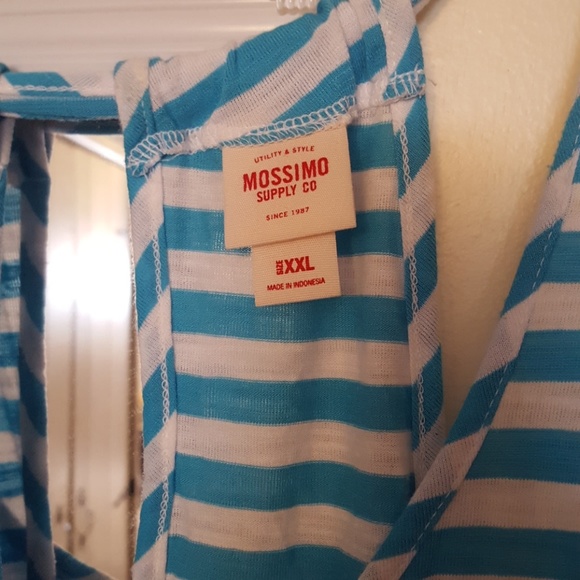 UTILITY & STYLE
MOSSIMO
SUPPLY CO
SINCE 1987
SIZE XXL
MADE IN INDONESIA